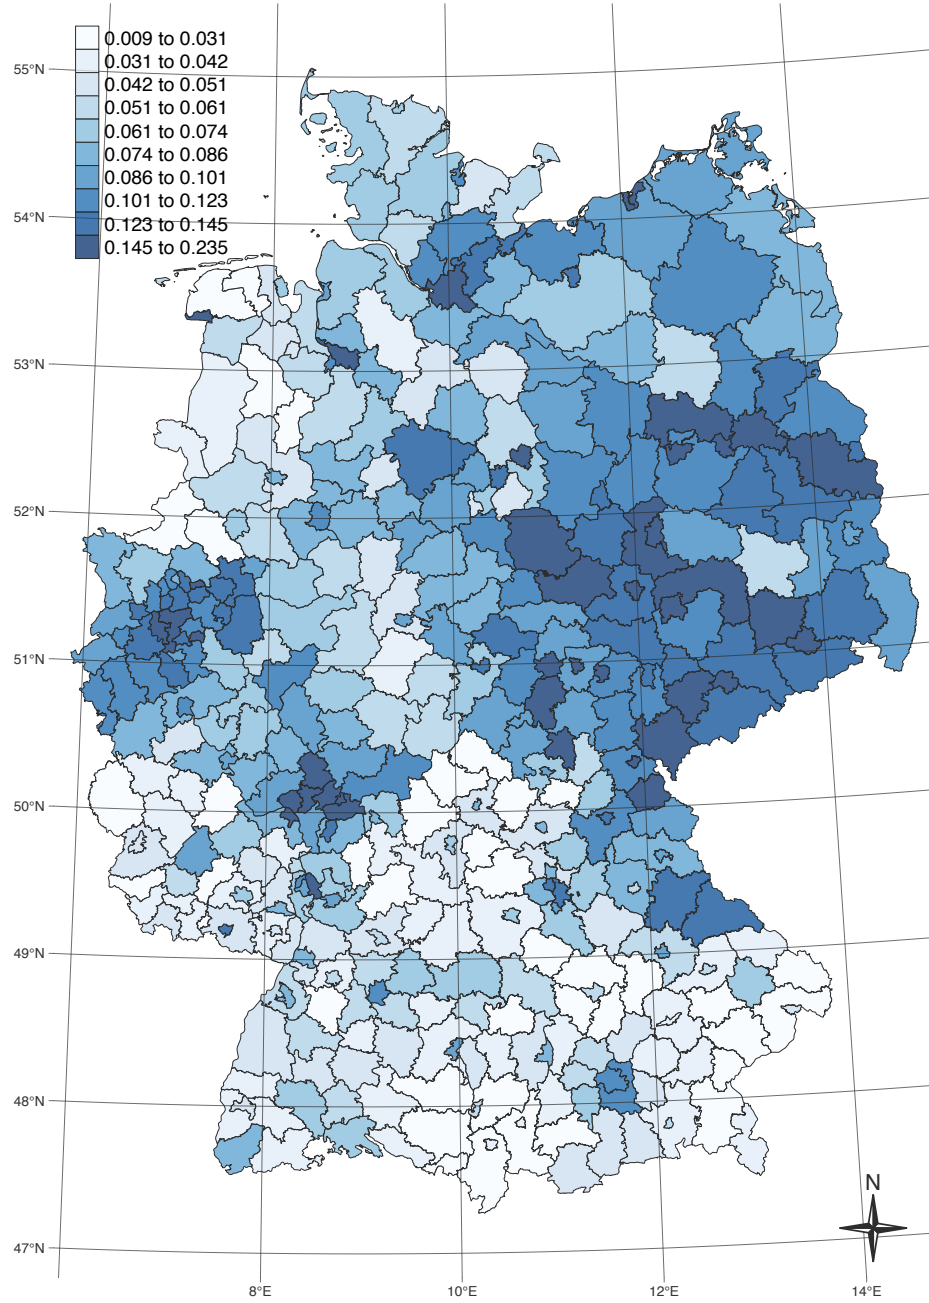 0.009 to 0.031
0.031 to 0.042
0.042 to 0.051
0.051 to 0.061
0.061 to 0.074
0.074 to 0.086
0.086 to 0.101
0.101 to 0.123
0.123 to 0.145
0.145 to 0.235
55°N
54°N
53°N
52°N
51°N
50°N
49°N
48°N
47°N
N
8°E
10°E
12°E
14°E